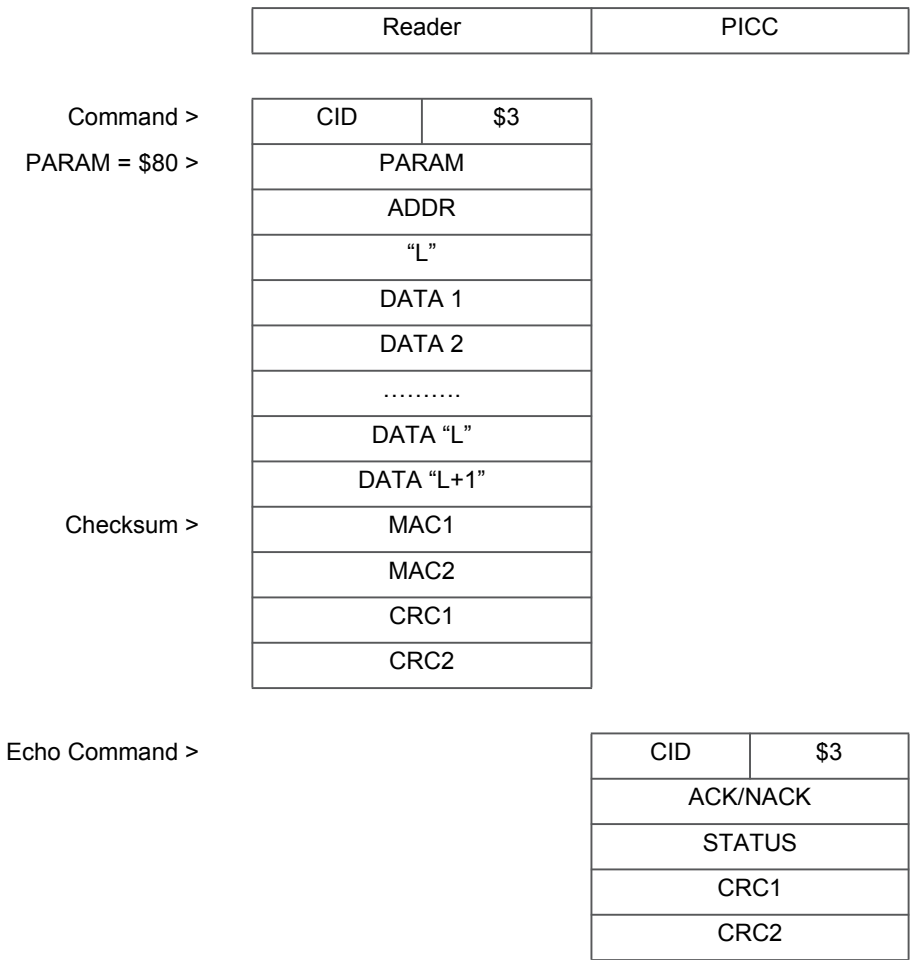 Reader PICC
Command > CID $3
PARAM = $80 > PARAM
ADDR
“L”
DATA 1
DATA 2
……….
DATA “L”
DATA “L+1”
Checksum > MAC1
MAC2
CRC1
CRC2
Echo Command > CID $3
ACK/NACK
STATUS
CRC1
CRC2